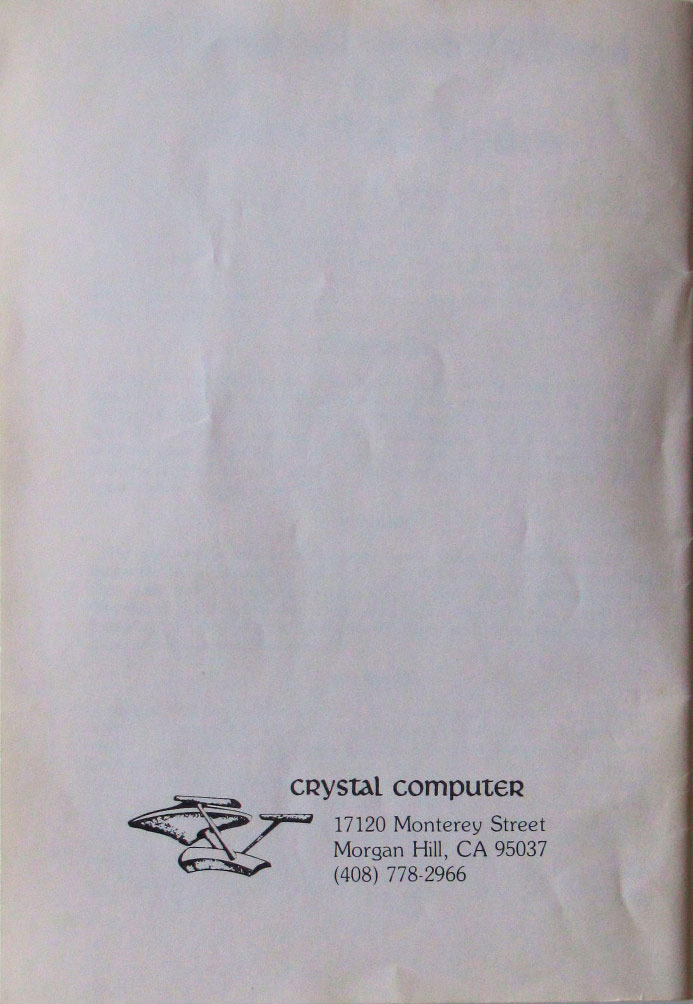 crystal computer
17120 Monterey Street
Morgan Hill, CA 95037
(408) 778-2966